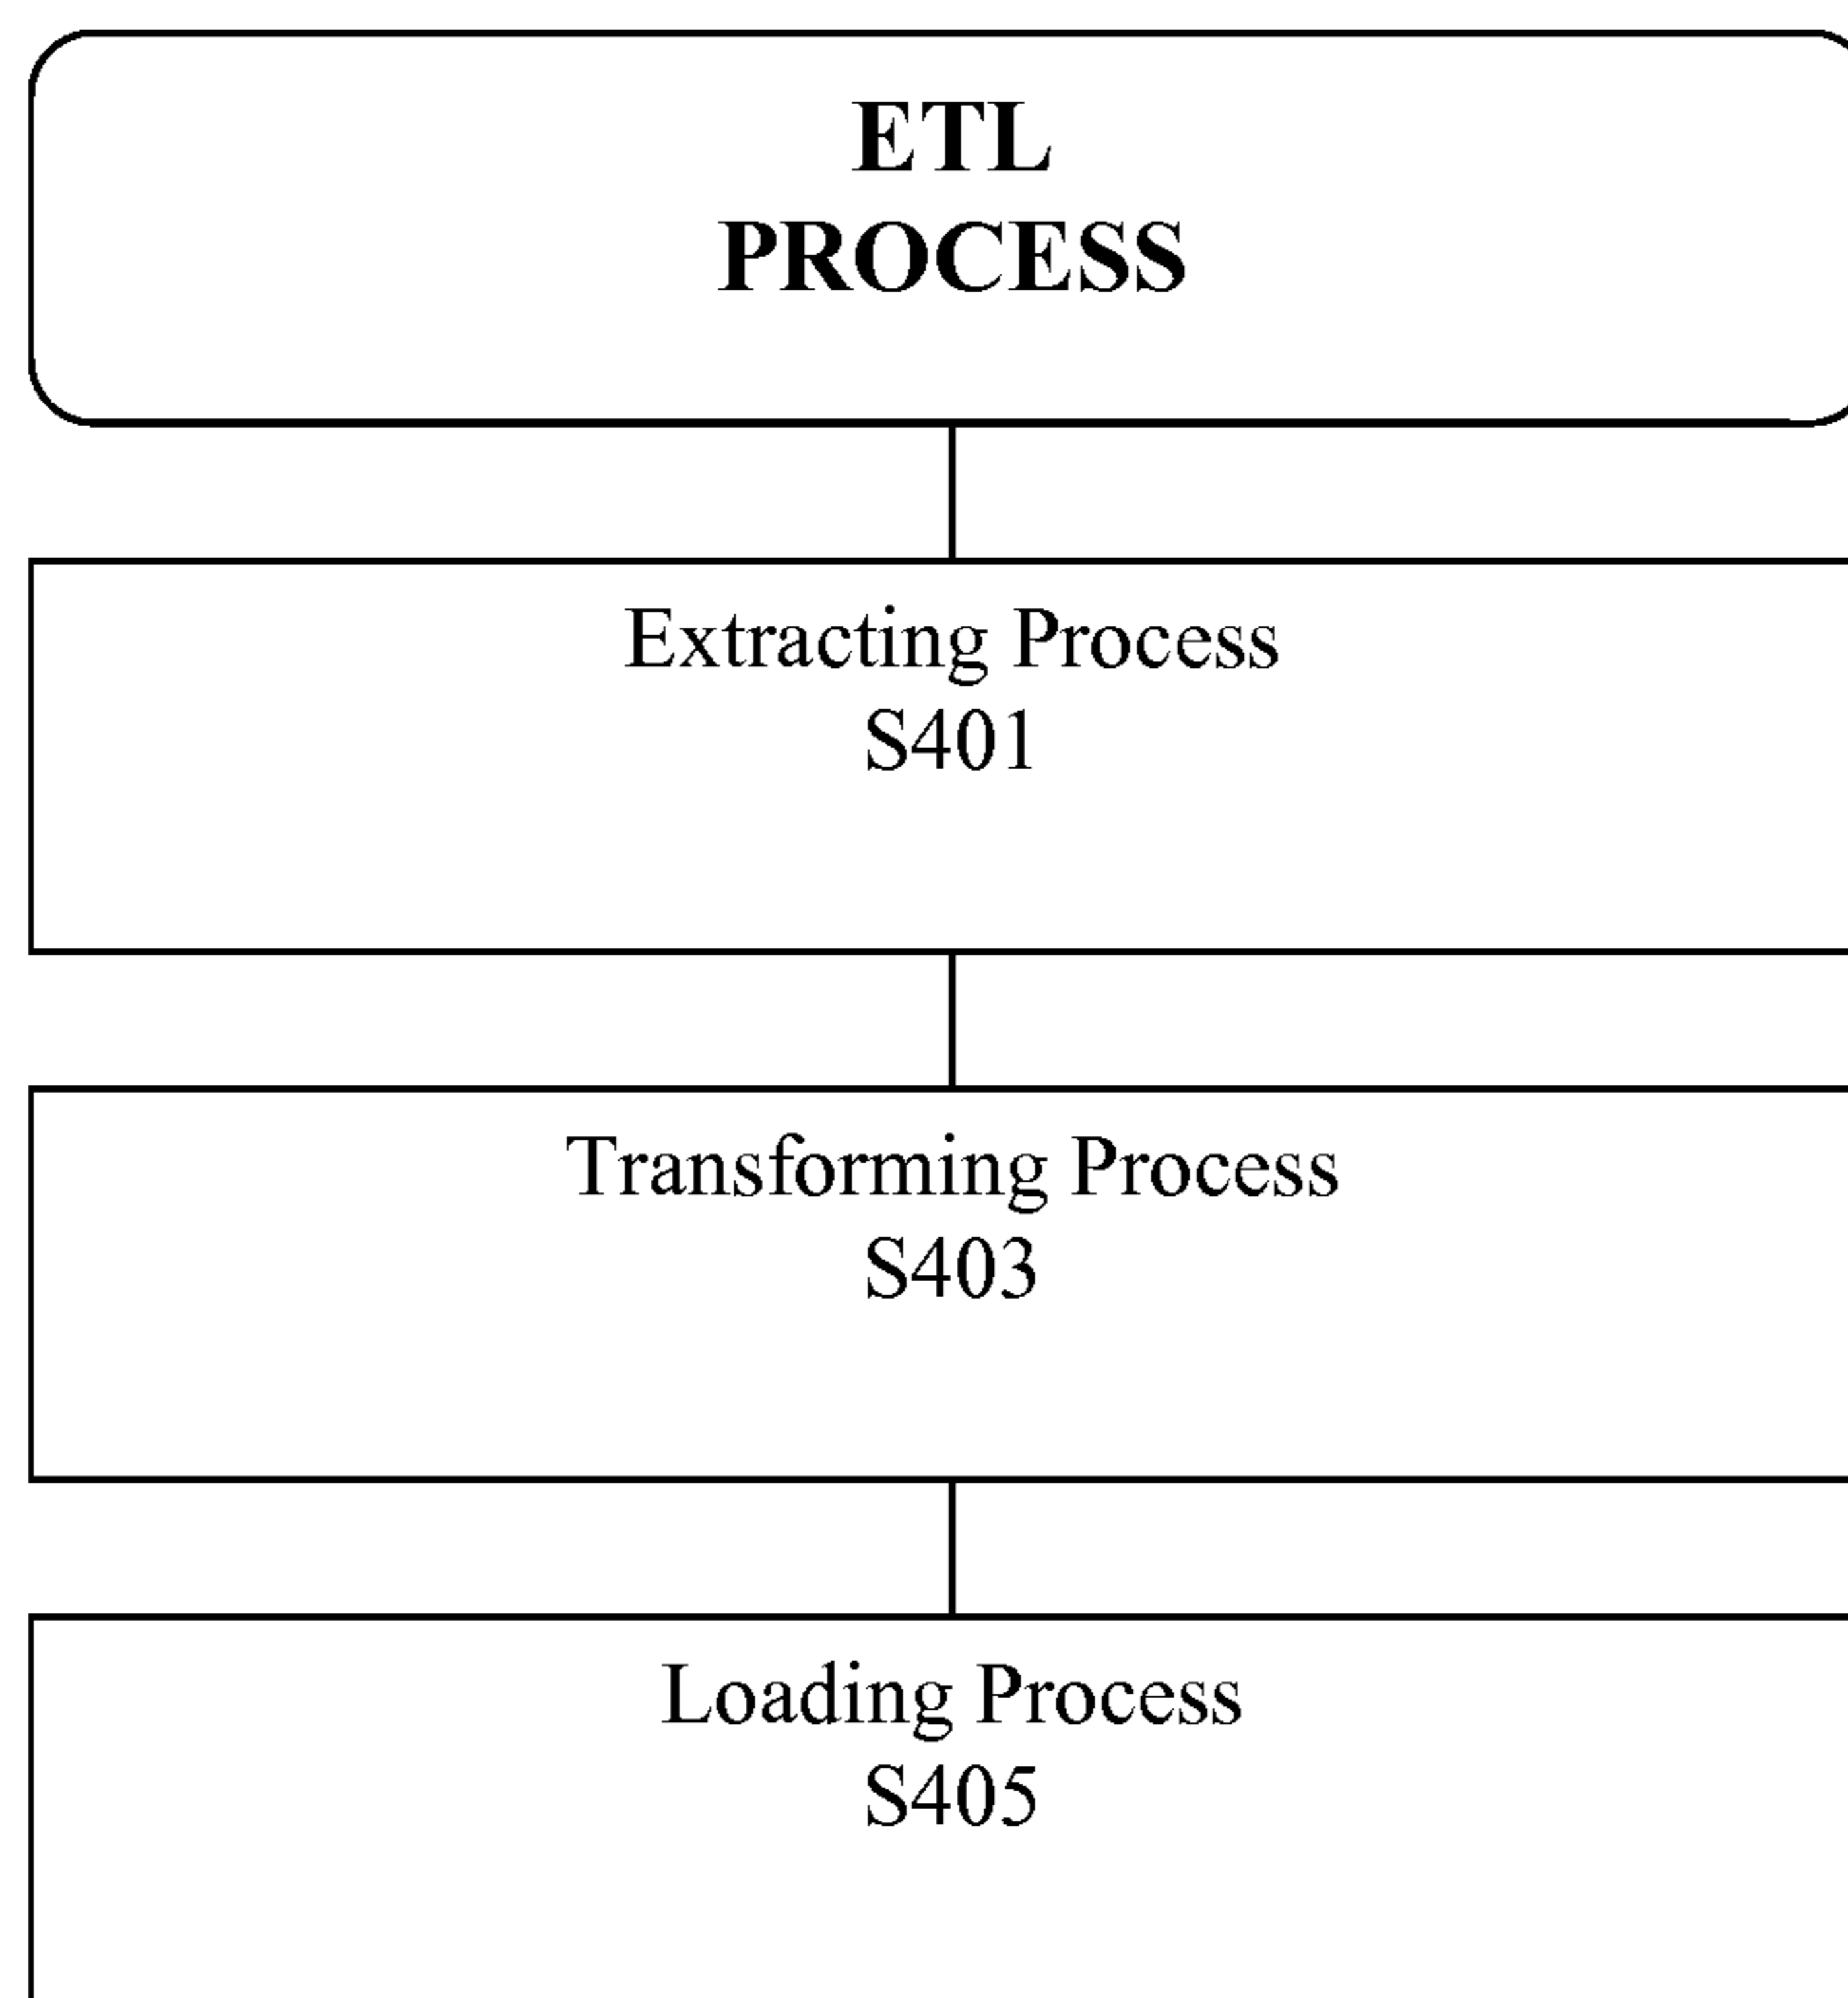 ETL
PROCESS
Extracting Process
S401
Transforming Process
S403
Loading Process
S405